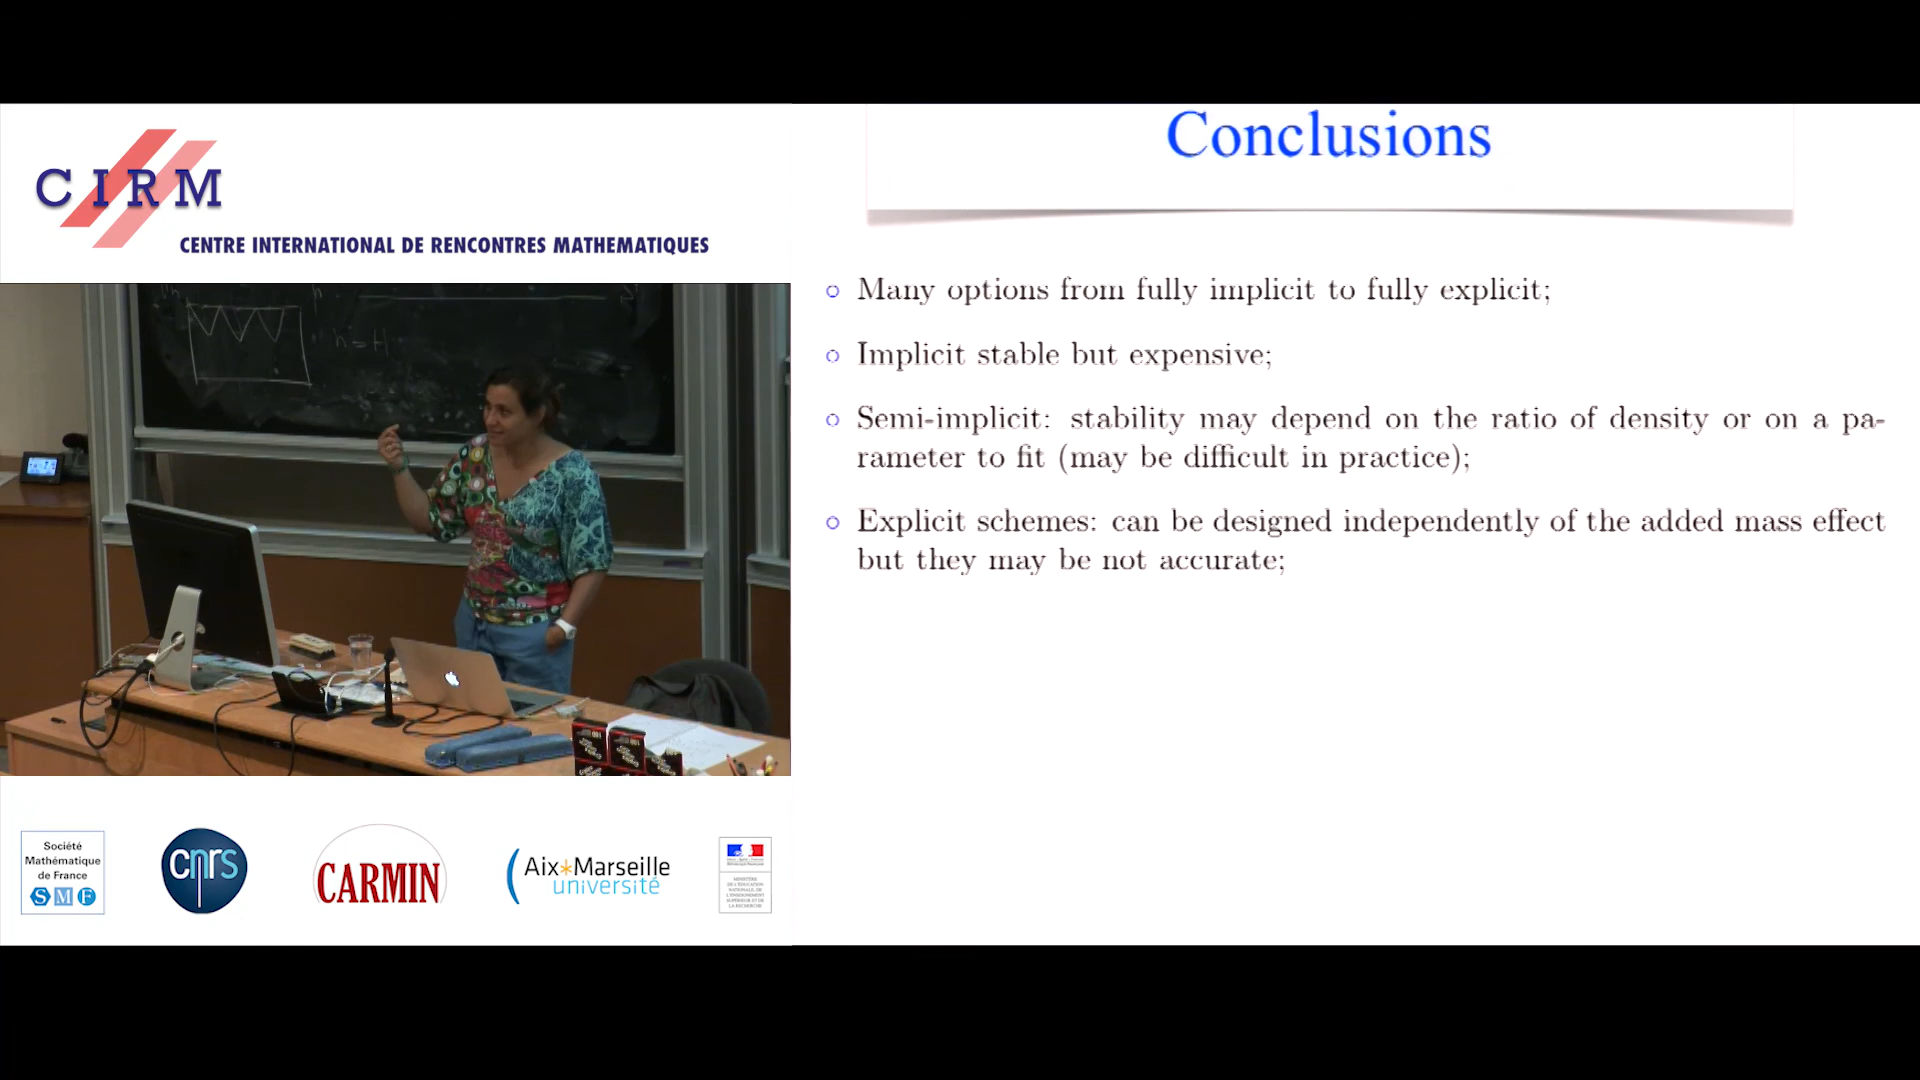 CIRM
CENTRE INTERNATIONAL DE RENCONTRES MATHEMATIQUES
h = H
Société
Mathématique
de France
SMF
cnrs
CARMIN
Aix*Marseille
université
Conclusions
Many options from fully implicit to fully explicit;
Implicit stable but expensive;
Semi-implicit: stability may depend on the ratio of density or on a pa-
rameter to fit (may be difficult in practice);
Explicit schemes: can be designed independently of the added mass effect
but they may be not accurate;